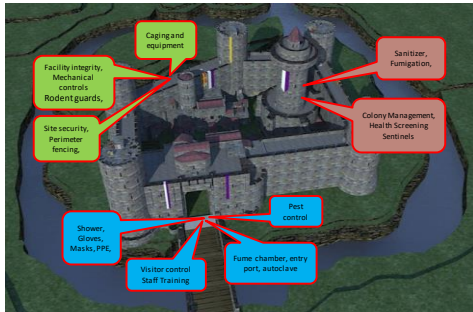 Caging and
equipment
Facility integrity,
Mechanical
controls
Rodent guards,
Site security,
Perimeter
fencing,
Sanitizer,
Fumigation,
Colony Management,
Health Screening
Sentinels
Pest
control
Shower,
Gloves,
Masks, PPE,
Visitor control
Staff Training
Fume chamber, entry
port, autoclave